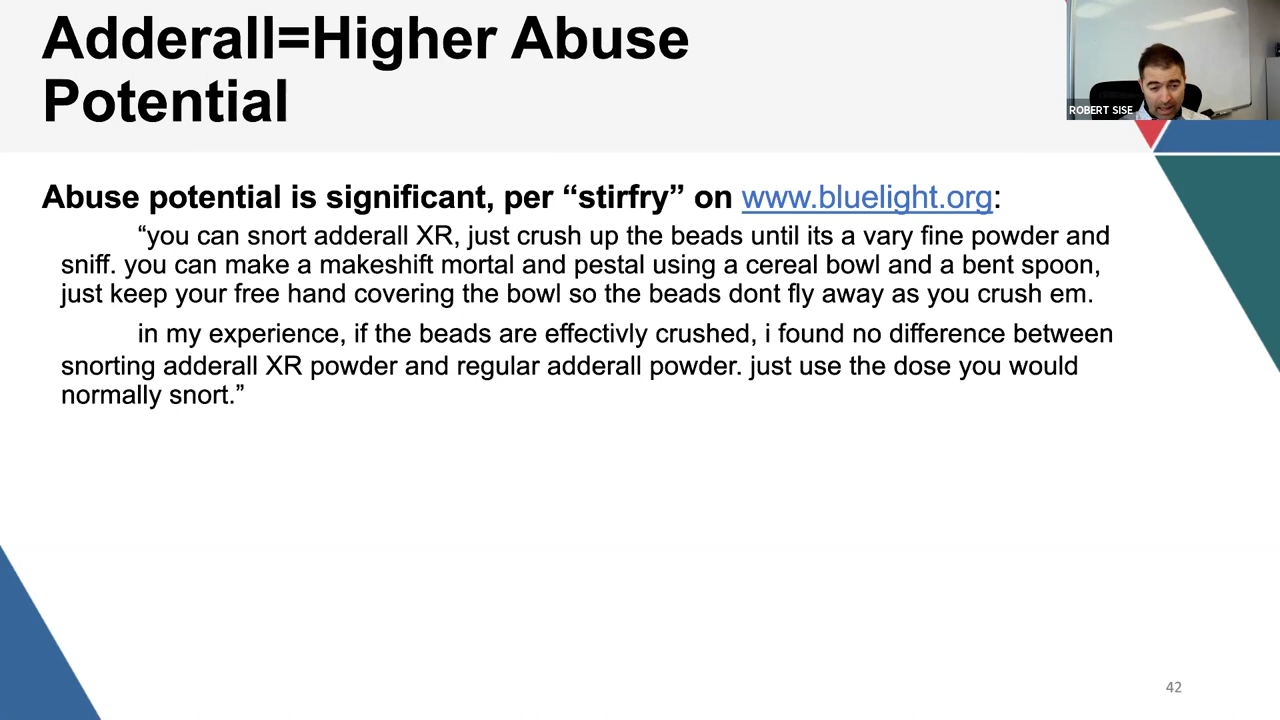 Adderall=Higher Abuse
Potential
ROBERT SISE
Abuse potential is significant, per “stirfry” on www.bluelight.org:
“you can snort adderall XR, just crush up the beads until its a vary fine powder and
sniff. you can make a makeshift mortal and pestal using a cereal bowl and a bent spoon,
just keep your free hand covering the bowl so the beads dont fly away as you crush em.
in my experience, if the beads are effectivly crushed, i found no difference between
snorting adderall XR powder and regular adderall powder. just use the dose you would
normally snort.”
42